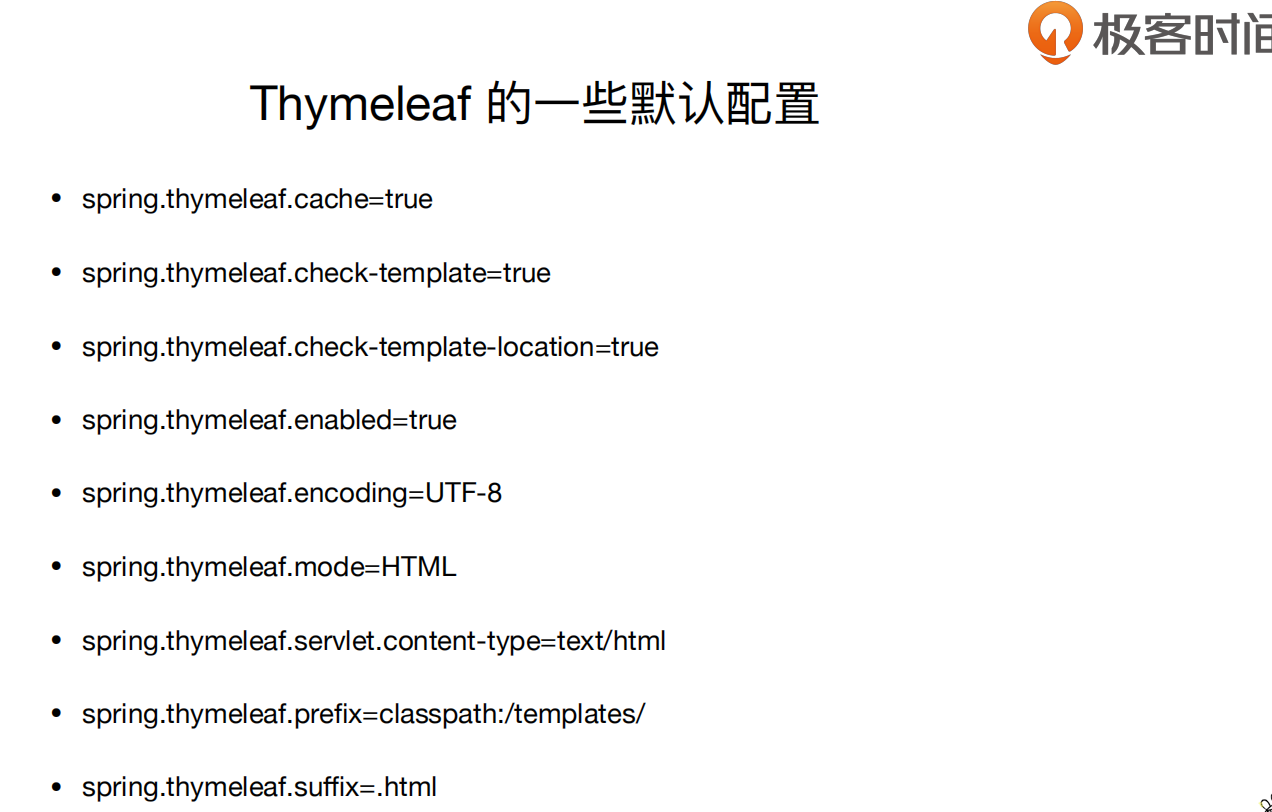 极客时间
Thymeleaf 的一些默认配置
• spring.thymeleaf.cache=true
• spring.thymeleaf.check-template=true
• spring.thymeleaf.check-template-location=true
• spring.thymeleaf.enabled=true
• spring.thymeleaf.encoding=UTF-8
• spring.thymeleaf.mode=HTML
• spring.thymeleaf.servlet.content-type=text/html
• spring.thymeleaf.prefix=classpath:/templates/
• spring.thymeleaf.suffix=.html